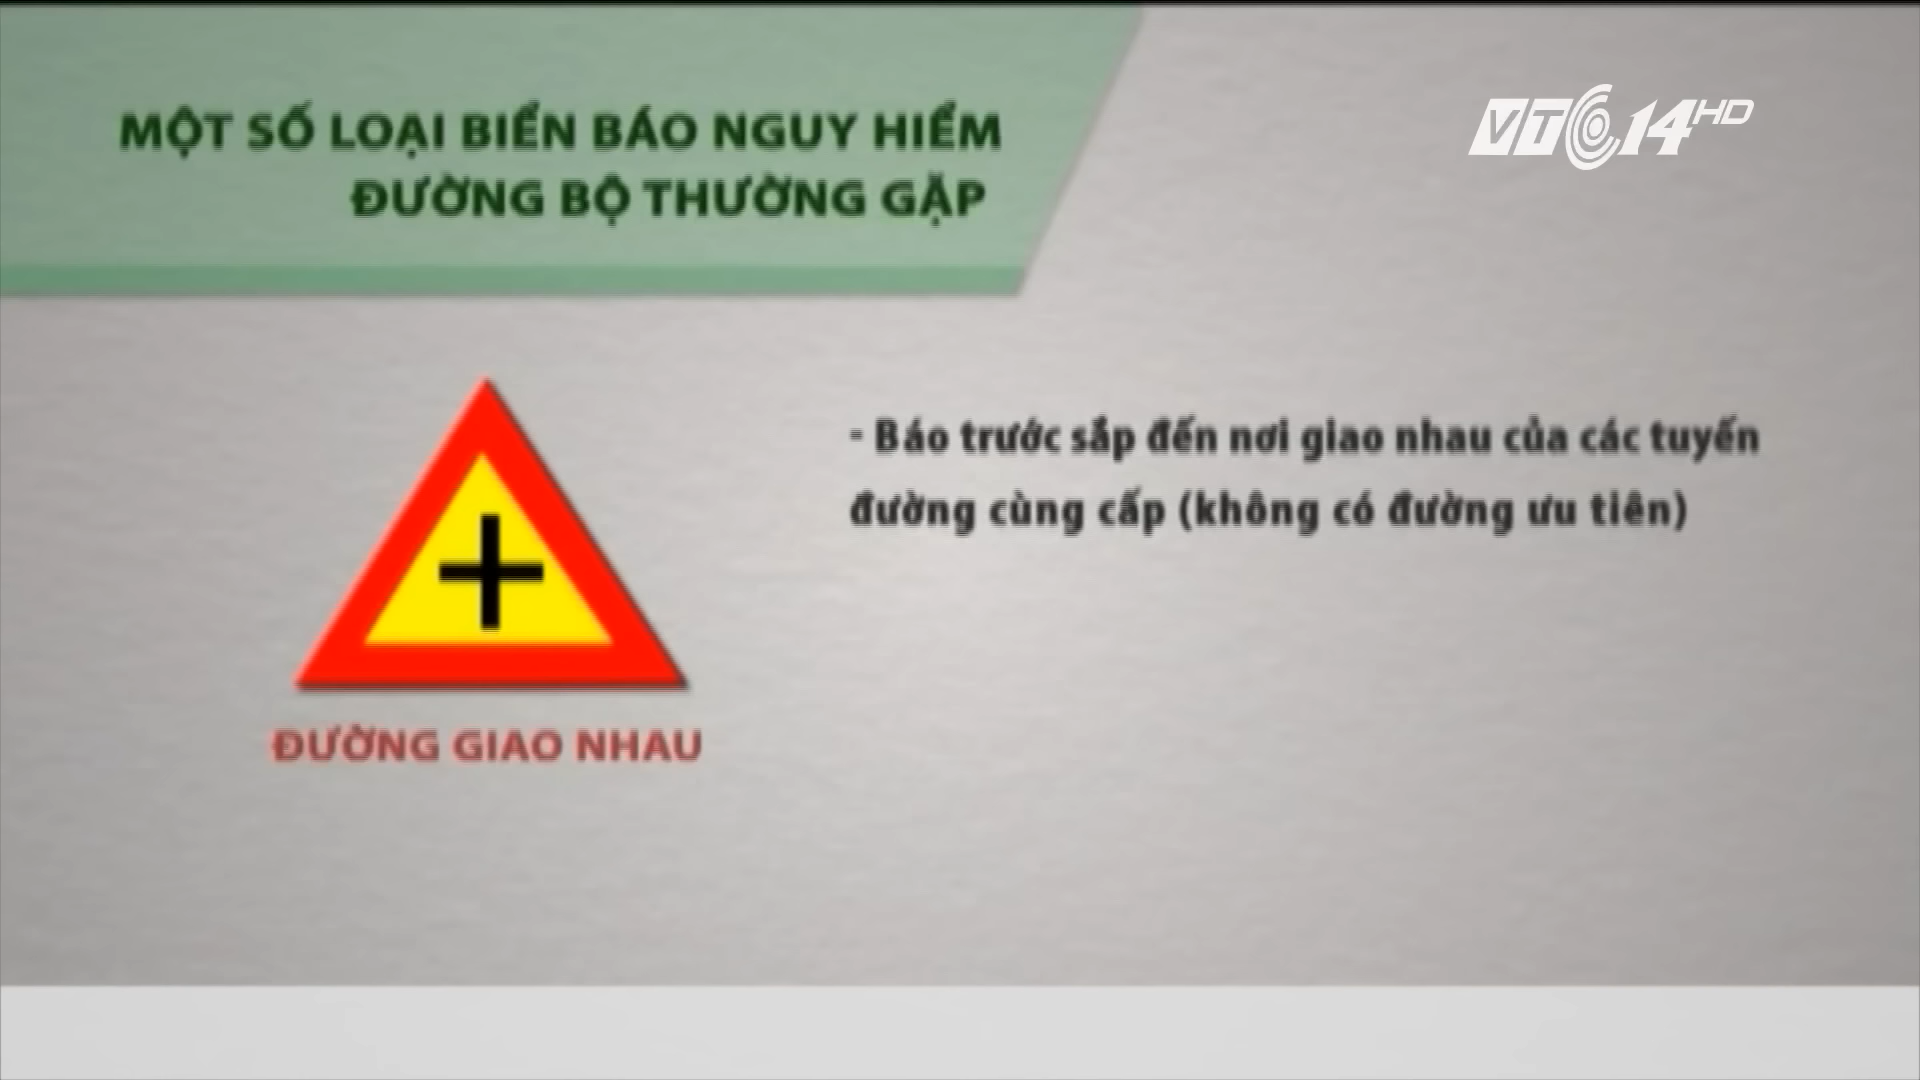 MỘT SỐ LOẠI BIỂN BÁO NGUY HIỂM
ĐƯỜNG BỘ THƯỜNG GẶP
VTC14HD
- Báo trước sắp đến nơi giao nhau của các tuyến
đường cùng cấp (không có đường ưu tiên)
ĐƯỜNG GIAO NHAU